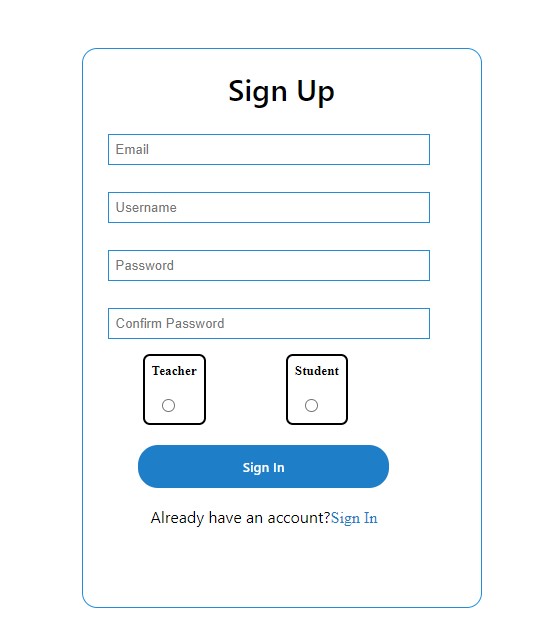 Sign Up
Email
Username
Password
Confirm Password
Teacher Student
Sign In
Already have an account?Sign In